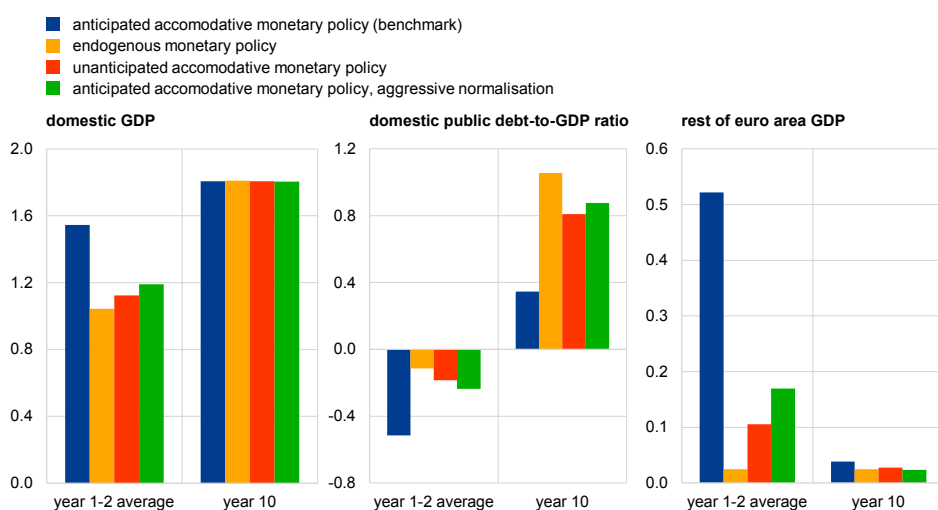 anticipated accomodative monetary policy (benchmark)
endogenous monetary policy
unanticipated accomodative monetary policy
anticipated accomodative monetary policy, aggressive normalisation
domestic GDP
2.0
1.6
1.2
0.8
0.4
0.0
year 1-2 average year 10
domestic public debt-to-GDP ratio
1.2
0.8
0.4
0.0
-0.4
-0.8
year 1-2 average year 10
rest of euro area GDP
0.6
0.5
0.4
0.3
0.2
0.1
0.0
year 1-2 average year 10